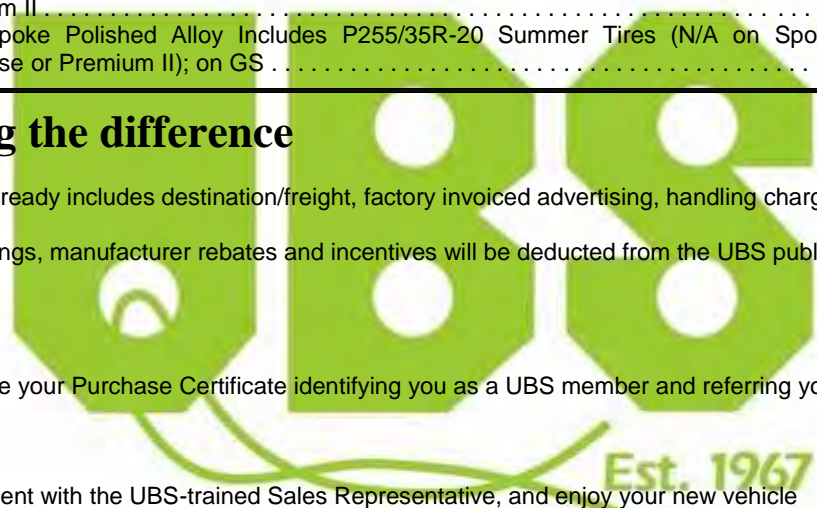 m II . . . . . . . . . . . . . . . . . . . . . . . . . . . . . . . . . . . . . . . . . . . . . . . . . . . . . . . . . . . .
poke Polished Alloy Includes P255/35R-20 Summer Tires (N/A on Spo
se or Premium II); on GS . . . . . . . . . . . . . . . . . . . . . . . . . . . . . . . . . . . . . . . . . .
g the difference
ready includes destination/freight, factory invoiced advertising, handling charg
ngs, manufacturer rebates and incentives will be deducted from the UBS publ
e your Purchase Certificate identifying you as a UBS member and referring yo
ent with the UBS-trained Sales Representative, and enjoy your new vehicle
UBS
Est. 1967